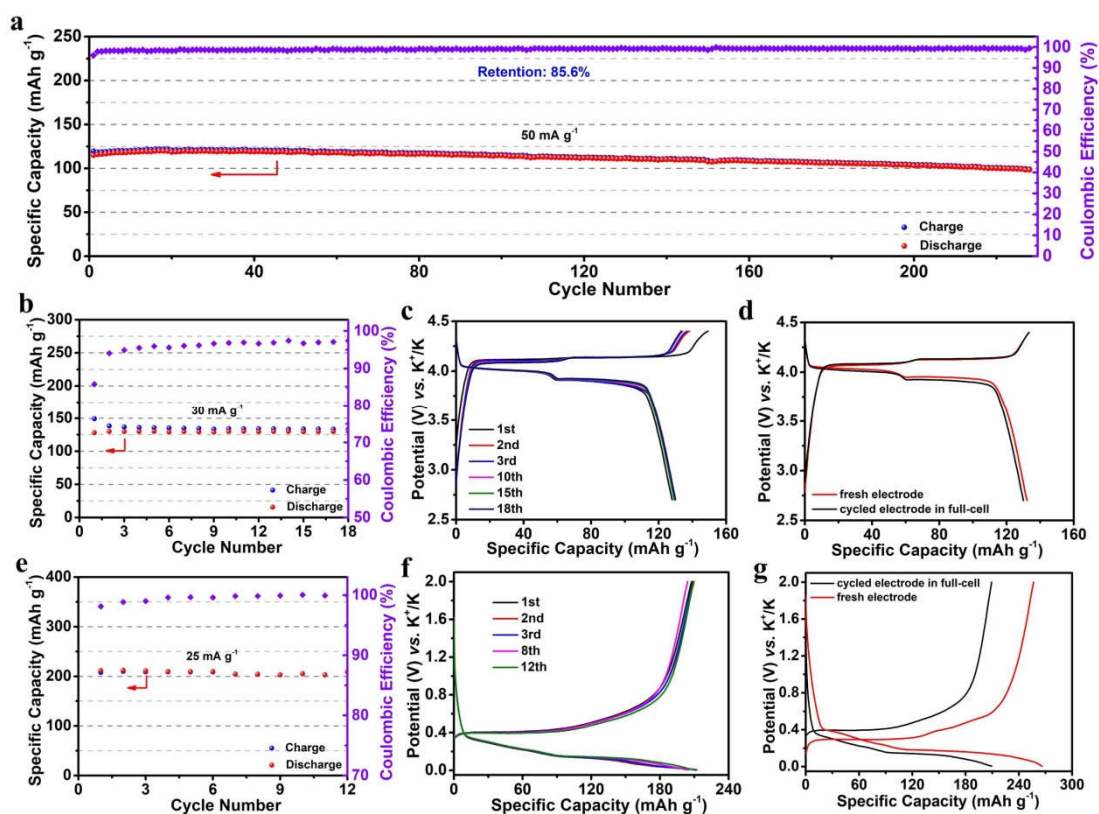 a
250
200
150
100
50
0
Specific Capacity (mAh g-1)
Retention: 85.6%
50 mA g-1
Charge
Discharge
100
90
80
70
60
50
40
30
20
10
0
Coulombic Efficiency (%)
0 40 80 120 160 200
Cycle Number
b
300
250
200
150
100
50
0
Specific Capacity (mAh g-1)
30 mA g-1
Charge
Discharge
100
90
80
70
60
50
Coulombic Efficiency (%)
0 3 6 9 12 15 18
Cycle Number
c
4.5
4.0
3.5
3.0
2.5
Potential (V) vs. K+/K
1st
2nd
3rd
10th
15th
18th
0 40 80 120 160
Specific Capacity (mAh g-1)
d
4.5
4.0
3.5
3.0
2.5
Potential (V) vs. K+/K
fresh electrode
cycled electrode in full-cell
0 40 80 120 160
Specific Capacity (mAh g-1)
e
400
350
300
250
200
150
100
50
0
Specific Capacity (mAh g-1)
25 mA g-1
Charge
Discharge
100
90
80
70
Coulombic Efficiency (%)
0 3 6 9 12
Cycle Number
f
2.0
1.6
1.2
0.8
0.4
0.0
Potential (V) vs. K+/K
1st
2nd
3rd
8th
12th
0 60 120 180 240
Specific Capacity (mAh g-1)
g
2.0
1.6
1.2
0.8
0.4
0.0
Potential (V) vs. K+/K
cycled electrode in full-cell
fresh electrode
0 60 120 180 240 300
Specific Capacity (mAh g-1)